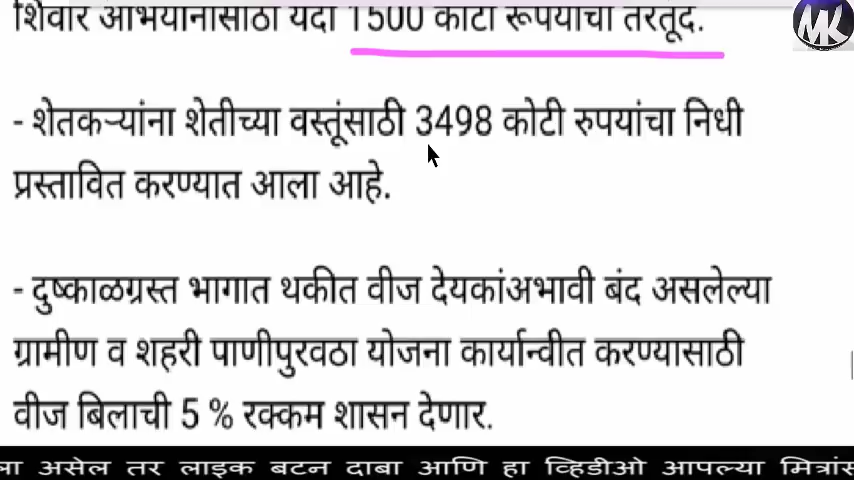 शिवार अभियानासाठी यंदा 1500 कोटी रूपयांची तरतूद.
- शेतकऱ्यांना शेतीच्या वस्तूंसाठी 3498 कोटी रुपयांचा निधी
प्रस्तावित करण्यात आला आहे.
- दुष्काळग्रस्त भागात थकीत वीज देयकांअभावी बंद असलेल्या
ग्रामीण व शहरी पाणीपुरवठा योजना कार्यान्वीत करण्यासाठी
वीज बिलाची 5 % रक्कम शासन देणार.
असेल तर लाइक बटन दाबा आणि हा व्हिडीओ आपल्या
MK